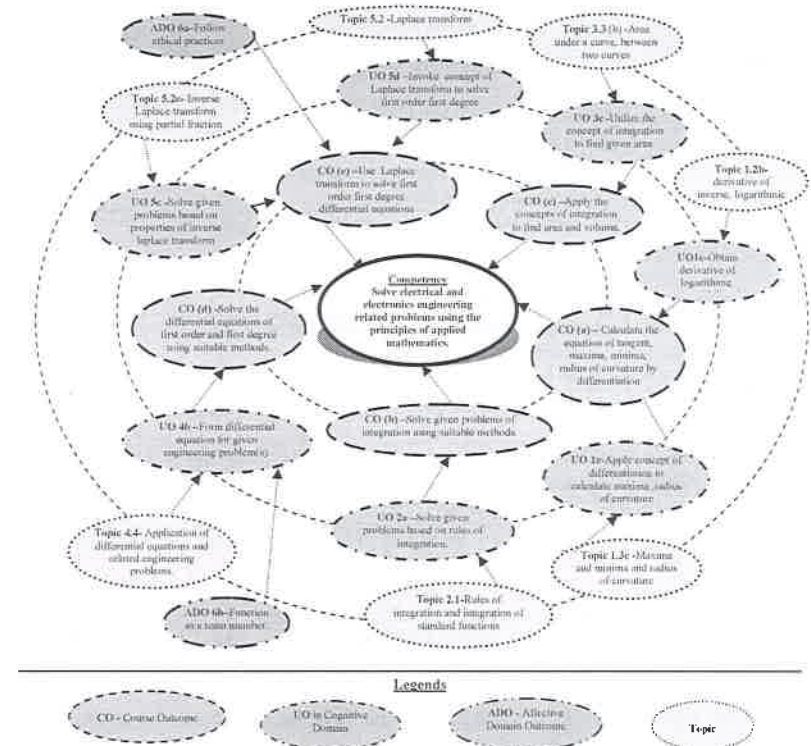 Topic 5.2 -Laplace transform
ADO 6a-Follow
ethical practices
Topic 3.3 (b) -Area
under a curve, between
two curves
UO 5d -Invoke concept of
Laplace transform to solve
first order first degree
Topic 5.2c- Inverse
Laplace transform
using partial fraction
UO 3c-Utilize the
concept of integration
to find given area
CO (e) -Use Laplace
transform to solve first
order first degree
differential equations
Topic 1.2b-
derivative of
inverse, logarithmic
UO 5c -Solve given
problems based on
properties of inverse
laplace transform
CO (c) -Apply the
concepts of integration
to find area and volume.
UO1c-Obtain
derivative of
logarithmic
Competency
Solve electrical and
electronics engineering
related problems using the
principles of applied
mathematics.
CO (d) -Solve the
differential equations of
first order and first degree
using suitable methods.
CO (a) - Calculate the
equation of tangent,
maxima, minima,
radius of curvature by
differentiation
CO (b) -Solve given problems of
integration using suitable methods
UO 4b -Form differential
equation for given
engineering problem(s)
UO 1e-Apply concept of
differentiation to
calculate maxima, radius
of curvature
UO 2a -Solve given
problems based on rules of
integration.
Topic 4.4- Application of
differential equations and
related engineering
problems.
Topic 1.3c -Maxima
and minima and radius
of curvature
ADO 6b-Function
as a team member
Topic 2.1-Rules of
integration and integration of
standard functions
Legends
CO - Course Outcome
UO in Cognitive
Domain
ADO - Affective
Domain Outcome
Topic